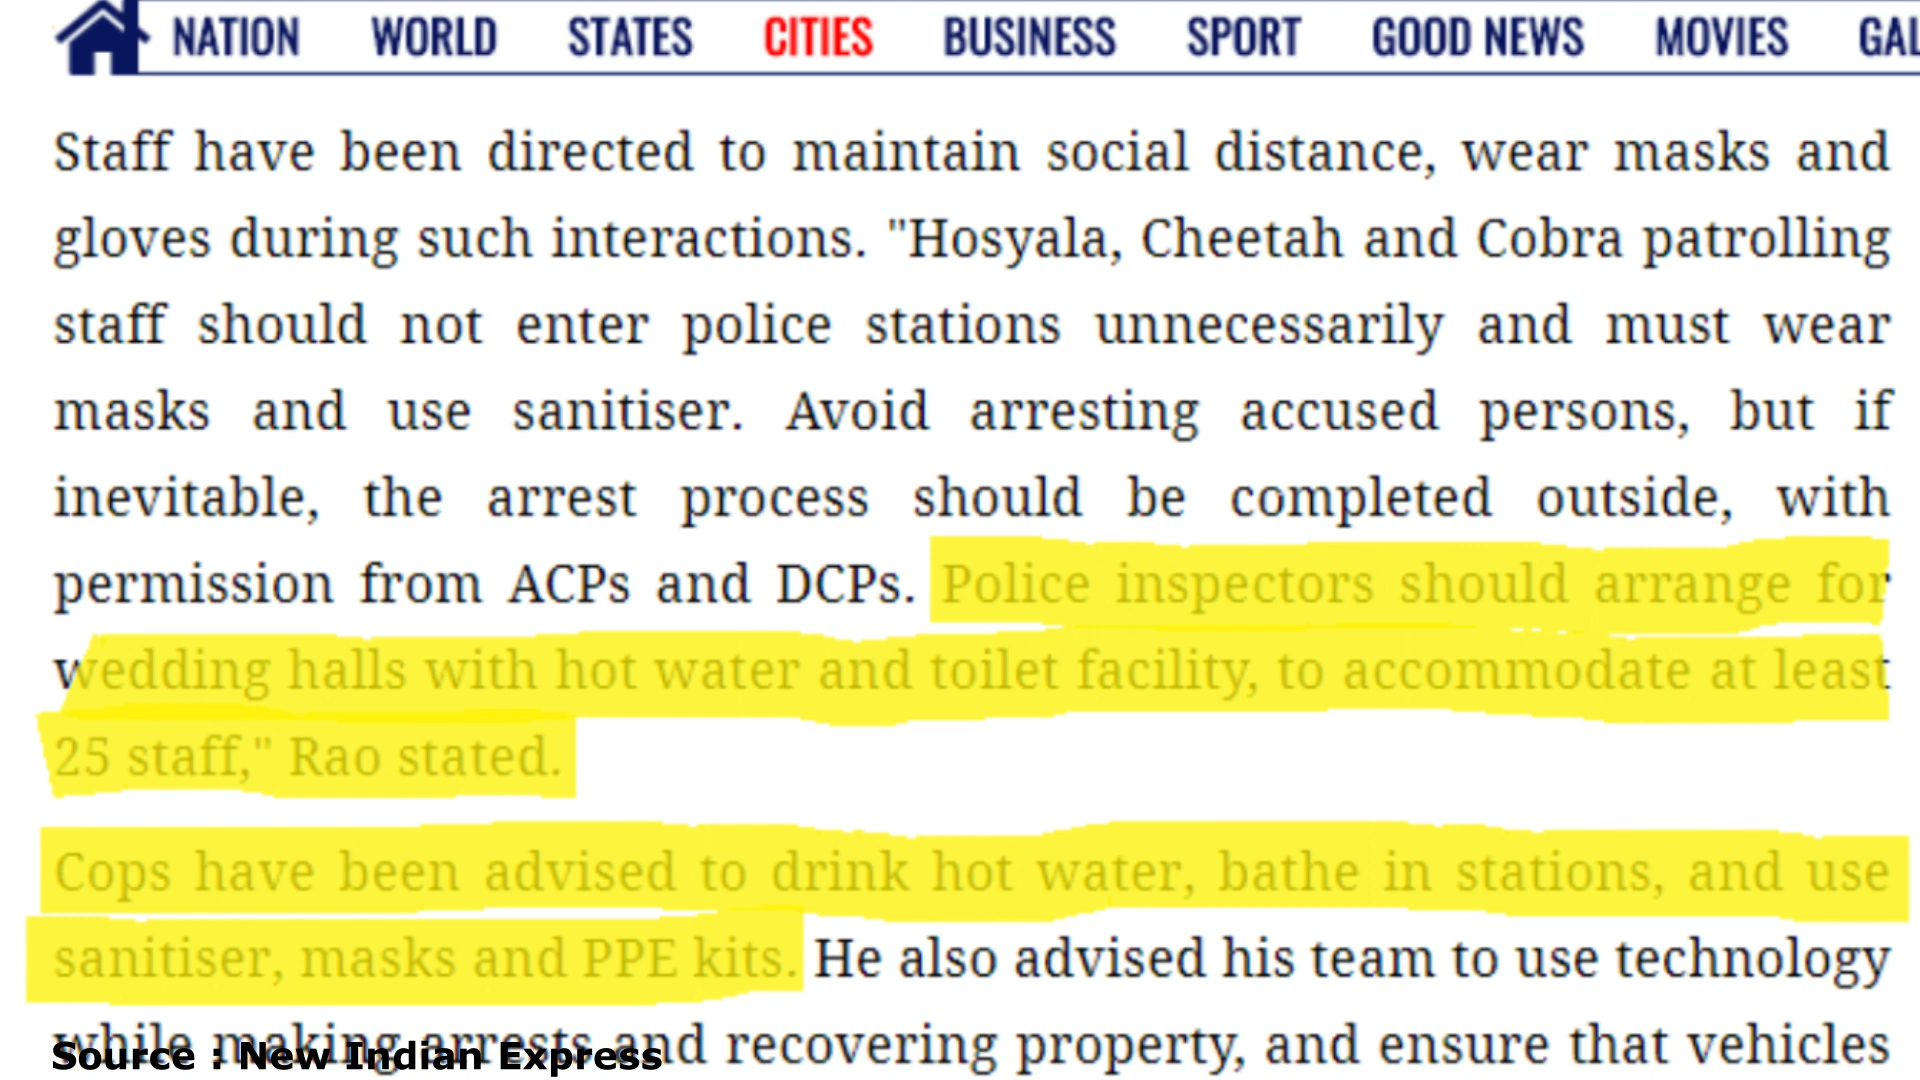 NATION WORLD STATES CITIES BUSINESS SPORT GOOD NEWS MOVIES GAL
Staff have been directed to maintain social distance, wear masks and
gloves during such interactions. "Hosyala, Cheetah and Cobra patrolling
staff should not enter police stations unnecessarily and must wear
masks and use sanitiser. Avoid arresting accused persons, but if
inevitable, the arrest process should be completed outside, with
permission from ACPs and DCPs. Police inspectors should arrange for
wedding halls with hot water and toilet facility, to accommodate at least
25 staff," Rao stated.
Cops have been advised to drink hot water, bathe in stations, and use
sanitiser, masks and PPE kits. He also advised his team to use technology
while making arrests and recovering property, and ensure that vehicles
Source : New Indian Express